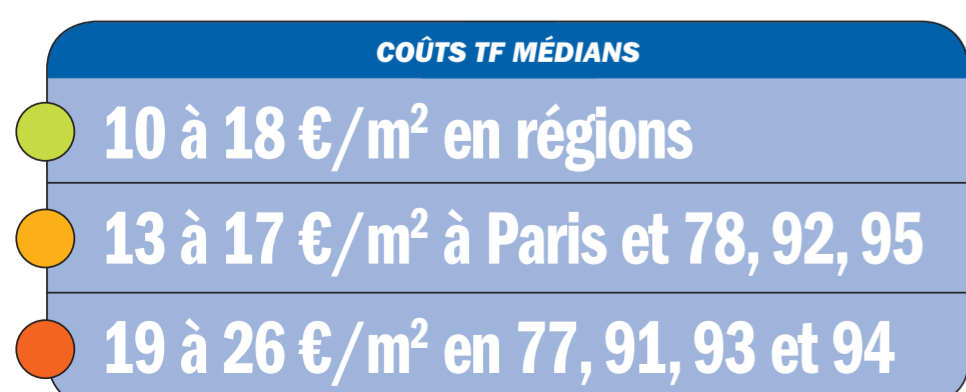 COÛTS TF MÉDIANS
10 à 18 €/m² en régions
13 à 17 €/m² à Paris et 78, 92, 95
19 à 26 €/m² en 77, 91, 93 et 94